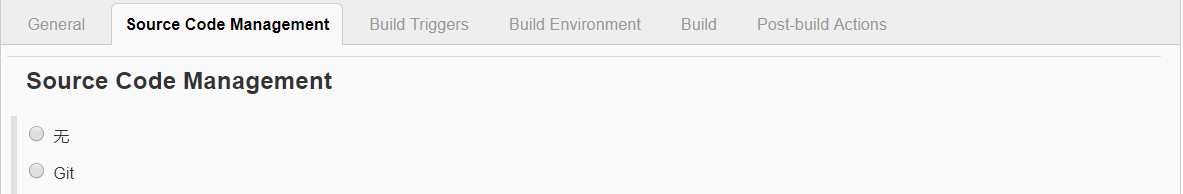 General Source Code Management Build Triggers Build Environment Build Post-build Actions
Source Code Management
无
Git